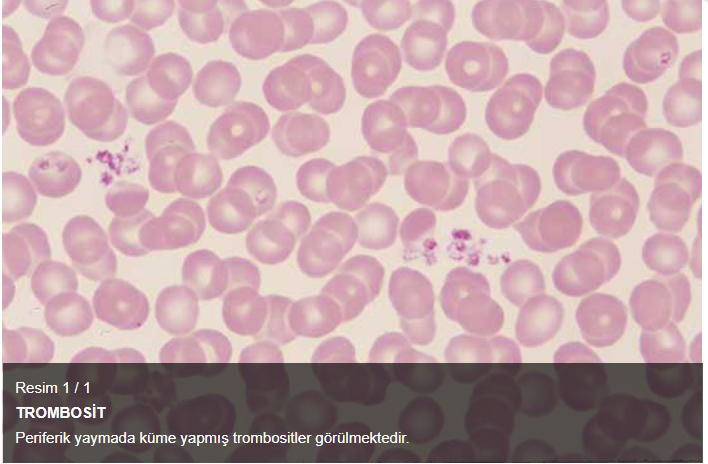 Resim 1 / 1
TROMBOSİT
Periferik yaymada küme yapmış trombositler görülmektedir.